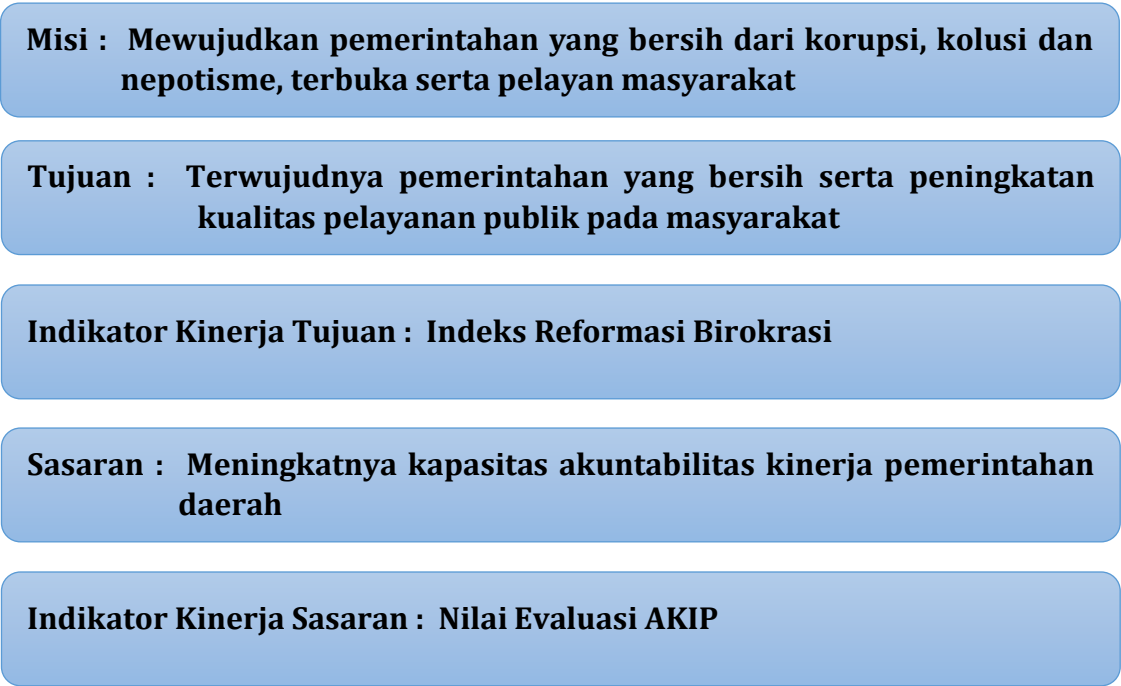 Misi : Mewujudkan pemerintahan yang bersih dari korupsi, kolusi dan
nepotisme, terbuka serta pelayan masyarakat
Tujuan : Terwujudnya pemerintahan yang bersih serta peningkatan
kualitas pelayanan publik pada masyarakat
Indikator Kinerja Tujuan : Indeks Reformasi Birokrasi
Sasaran : Meningkatnya kapasitas akuntabilitas kinerja pemerintahan
daerah
Indikator Kinerja Sasaran : Nilai Evaluasi AKIP